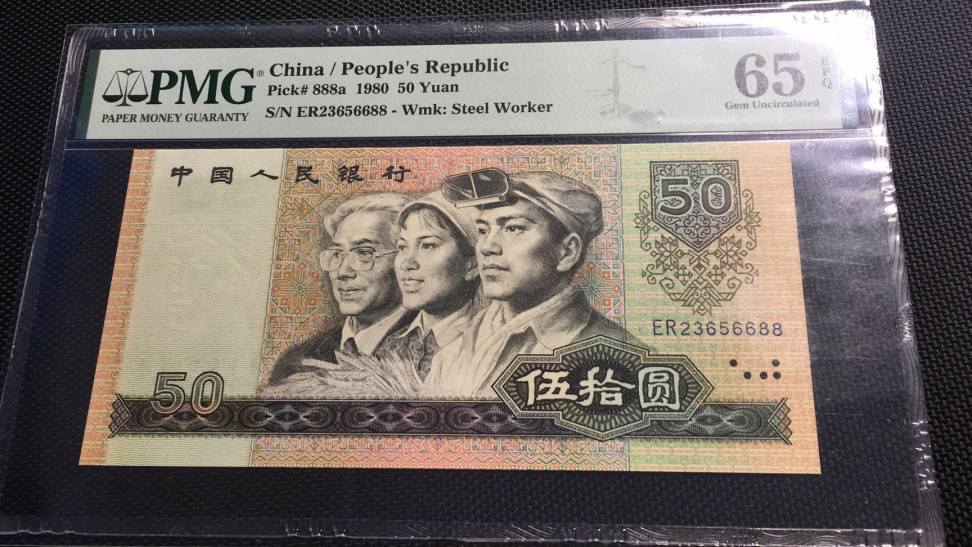 PMG® China / People's Republic
Pick# 888a 1980 50 Yuan
PAPER MONEY GUARANTY S/N ER23656688 - Wmk: Steel Worker
65 EPQ
Gem Uncirculated
中国人民银行
50
ER23656688
50
伍拾圆